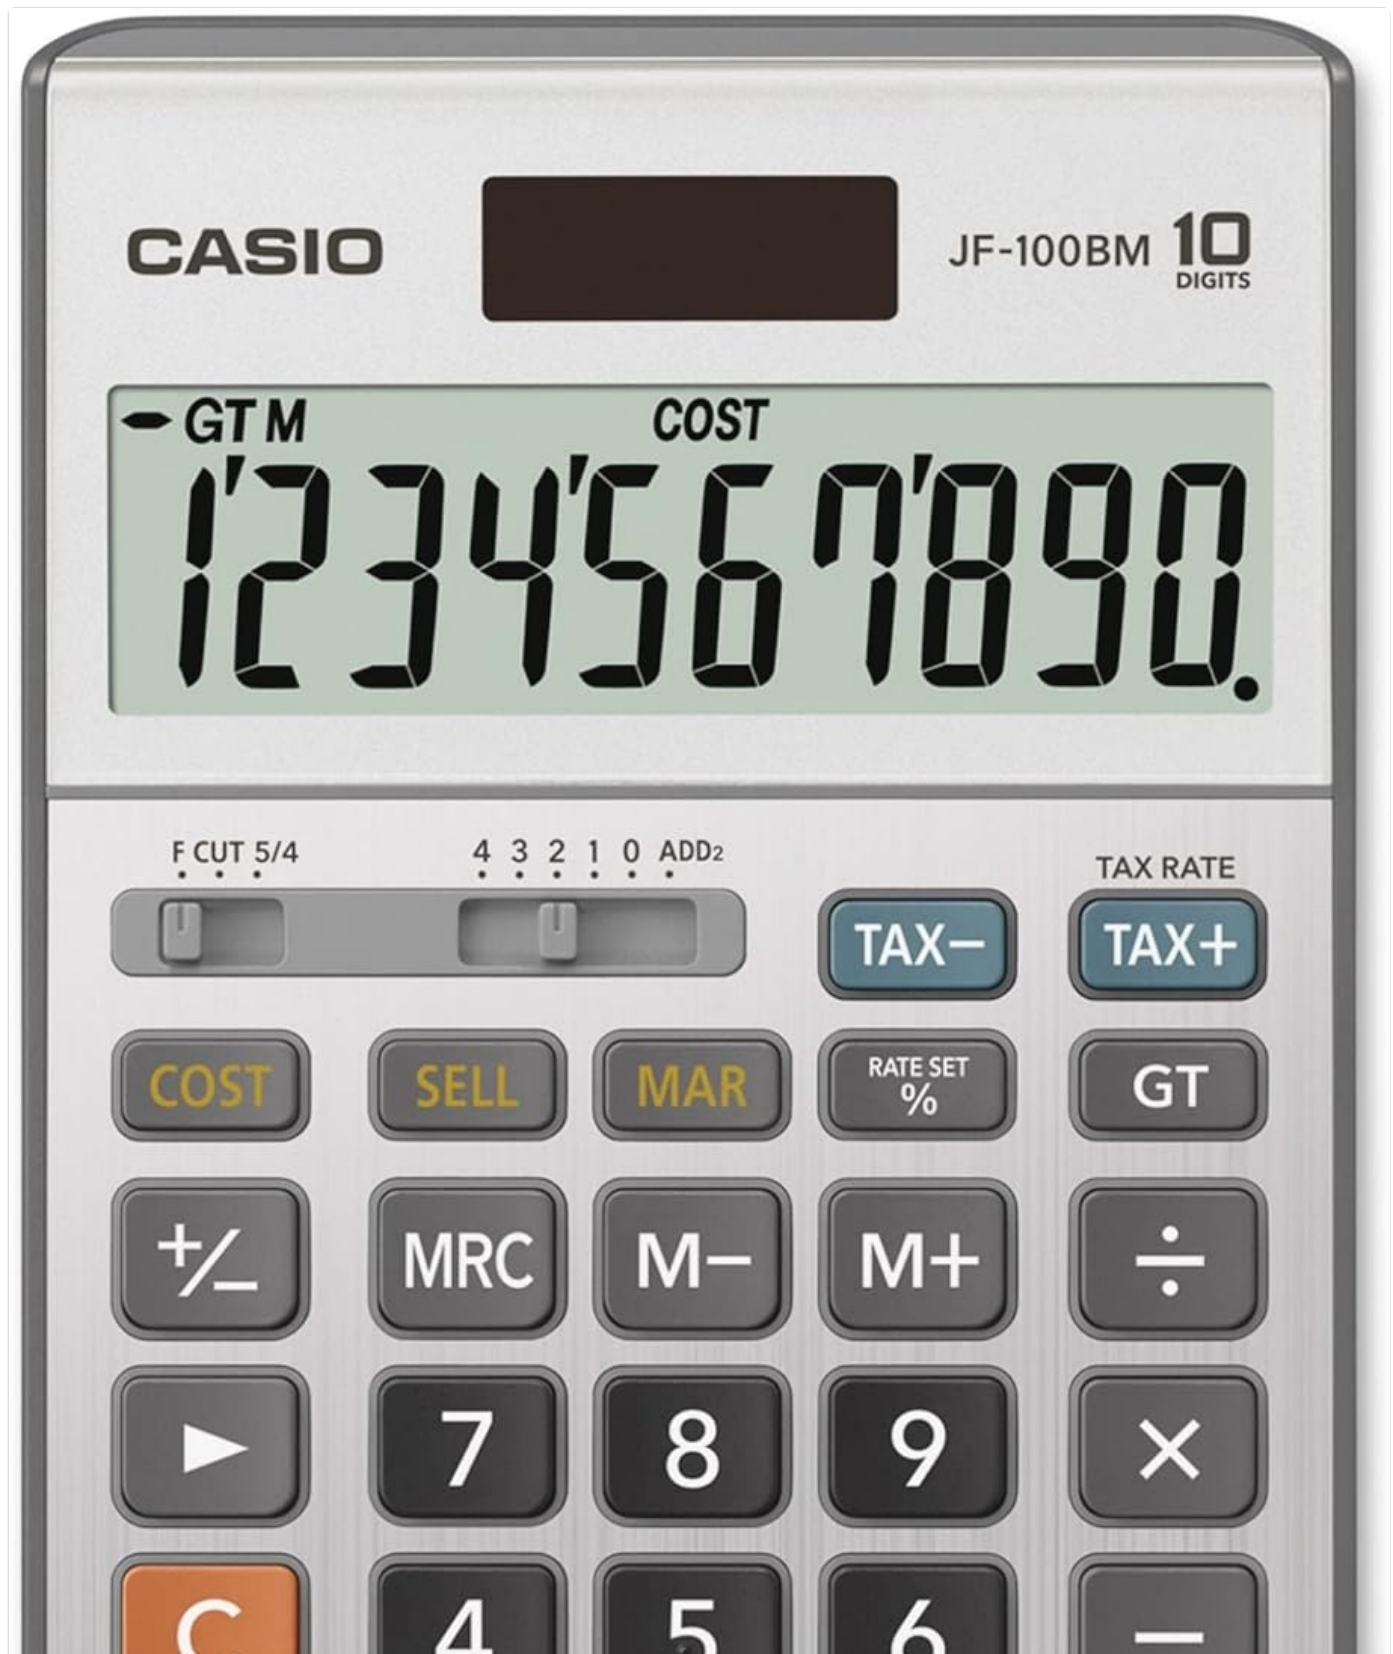 CASIO JF-100BM 10 DIGITS
GT M COST
1'234'567'890.
F CUT 5/4 4 3 2 1 0 ADD2 TAX RATE
TAX− TAX+
COST SELL MAR RATE SET % GT
+/− MRC M− M+ ÷
▶ 7 8 9 ×
C 4 5 6 −